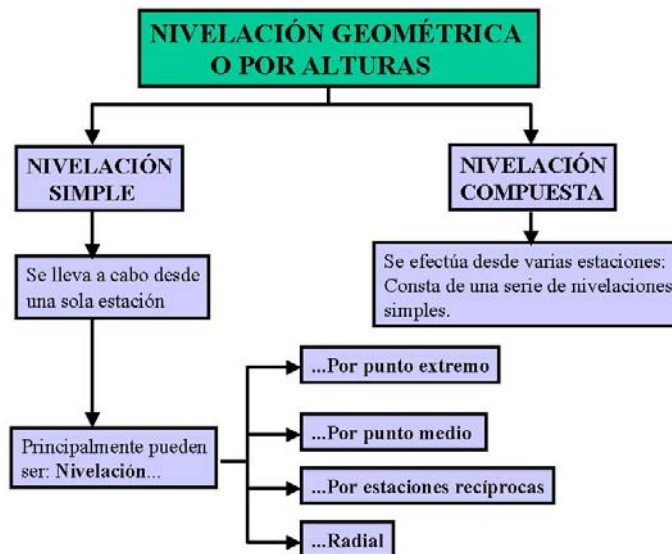 NIVELACIÓN GEOMÉTRICA
O POR ALTURAS
NIVELACIÓN
SIMPLE
NIVELACIÓN
COMPUESTA
Se lleva a cabo desde
una sola estación
Se efectúa desde varias estaciones:
Consta de una serie de nivelaciones
simples.
Principalmente pueden
ser: Nivelación...
...Por punto extremo
...Por punto medio
...Por estaciones recíprocas
...Radial